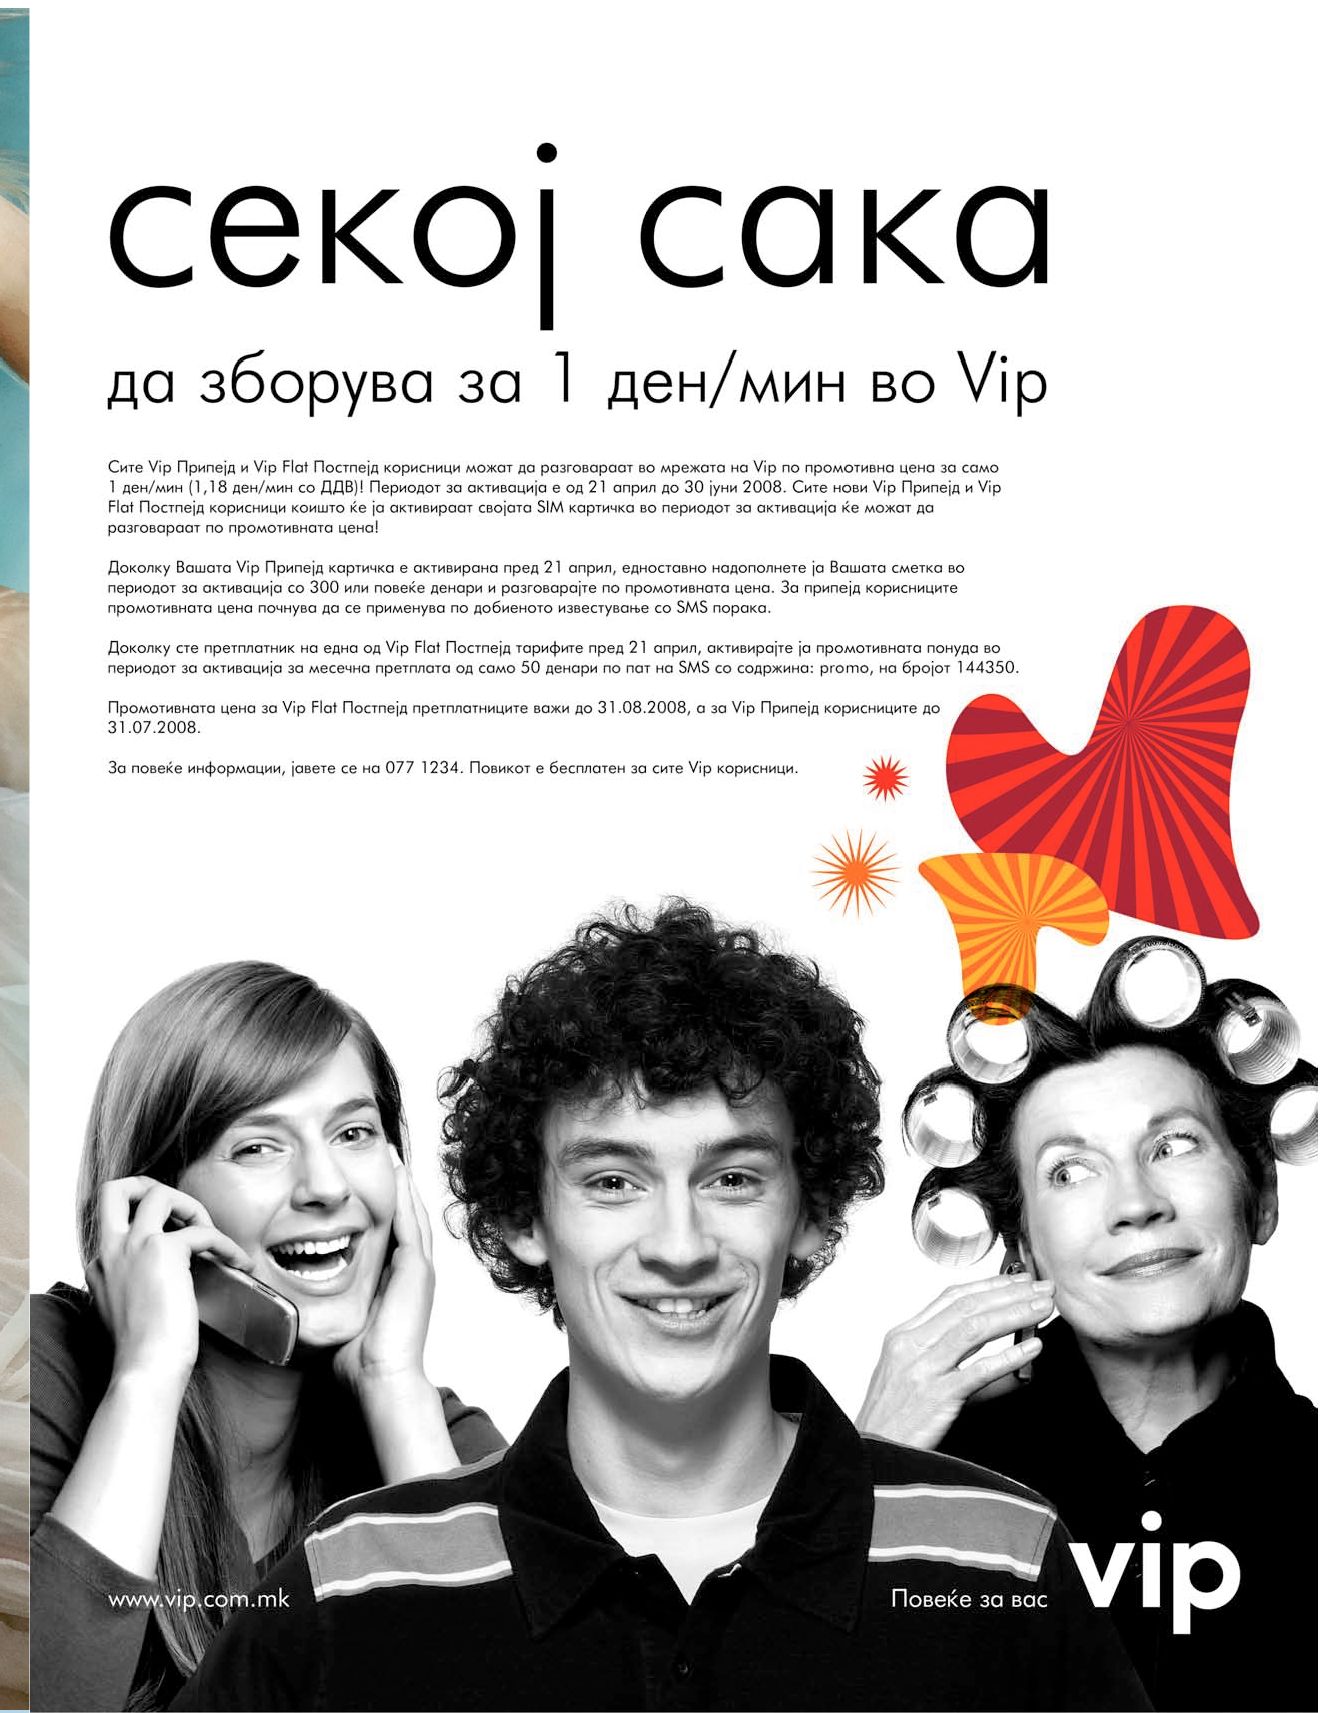 секој сака
да зборува за 1 ден/мин во Vip
Сите Vip Припејд и Vip Flat Постпејд корисници можат да разговараат во мрежата на Vip по промотивна цена за само
1 ден/мин (1,18 ден/мин со ДДВ)! Периодот за активација е од 21 април до 30 јуни 2008. Сите нови Vip Припејд и Vip
Flat Постпејд корисници коишто ќе ја активираат својата SIM картичка во периодот за активација ќе можат да
разговараат по промотивната цена!
Доколку Вашата Vip Припејд картичка е активирана пред 21 април, едноставно надополнете ја Вашата сметка во
периодот за активација со 300 или повеќе денари и разговарајте по промотивната цена. За припејд корисниците
промотивната цена почнува да се применува по добиеното известување со SMS порака.
Доколку сте претплатник на една од Vip Flat Постпејд тарифите пред 21 април, активирајте ја промотивната понуда во
периодот за активација за месечна претплата од само 50 денари по пат на SMS со содржина: promo, на бројот 144350.
Промотивната цена за Vip Flat Постпејд претплатниците важи до 31.08.2008, а за Vip Припејд корисниците до
31.07.2008.
За повеќе информации, јавете се на 077 1234. Повикот е бесплатен за сите Vip корисници.
www.vip.com.mk
Повеќе за вас
vip